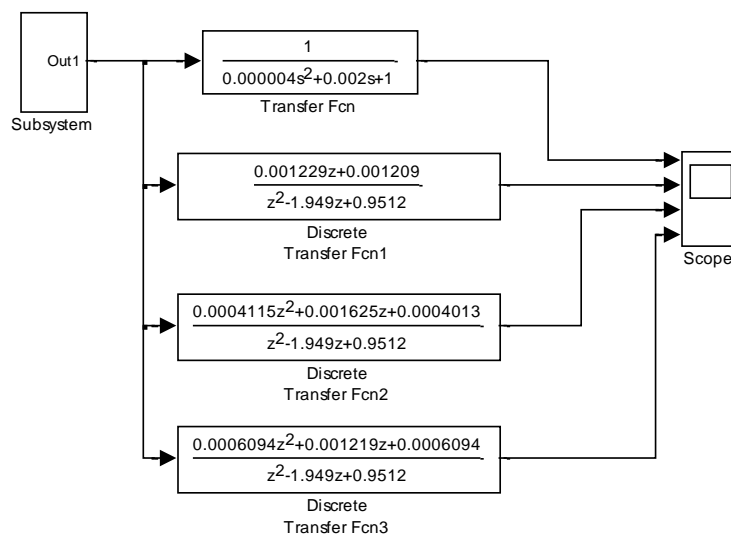 Out1
Subsystem
1
0.000004s²+0.002s+1
Transfer Fcn
0.001229z+0.001209
z²-1.949z+0.9512
Discrete
Transfer Fcn1
0.0004115z²+0.001625z+0.0004013
z²-1.949z+0.9512
Discrete
Transfer Fcn2
0.0006094z²+0.001219z+0.0006094
z²-1.949z+0.9512
Discrete
Transfer Fcn3
Scope